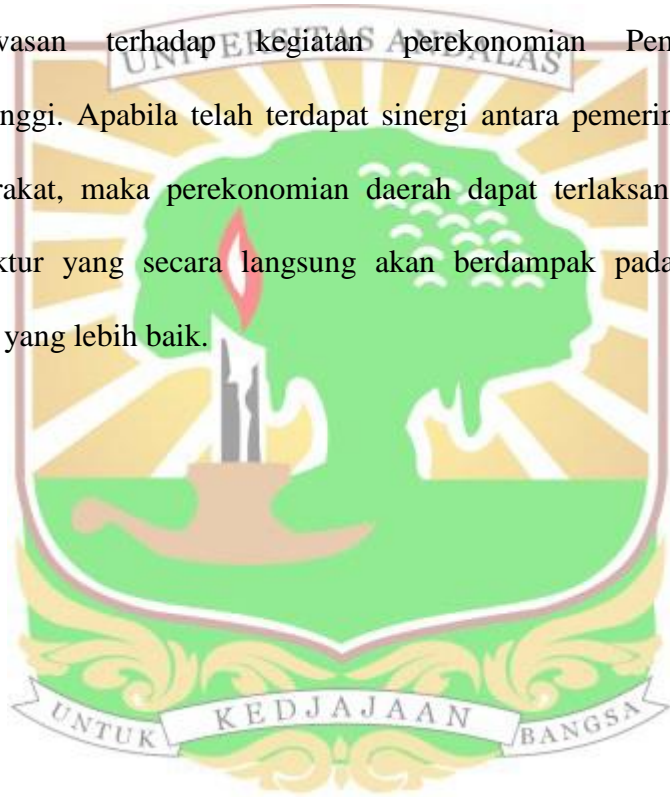 vasan terhadap kegiatan perekonomian Pem
UNIVERSITAS ANDALAS
nggi. Apabila telah terdapat sinergi antara pemerin
rakat, maka perekonomian daerah dapat terlaksan
ktur yang secara langsung akan berdampak pada
yang lebih baik.
UNTUK KEDJAJAAN BANGSA